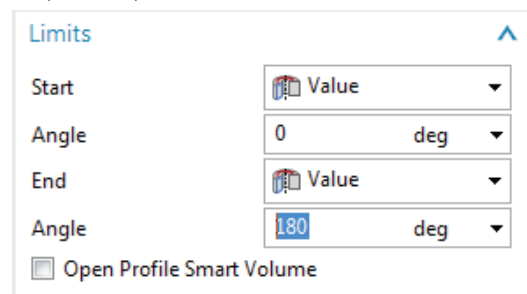 Limits
Start Value
Angle 0 deg
End Value
Angle 180 deg
Open Profile Smart Volume